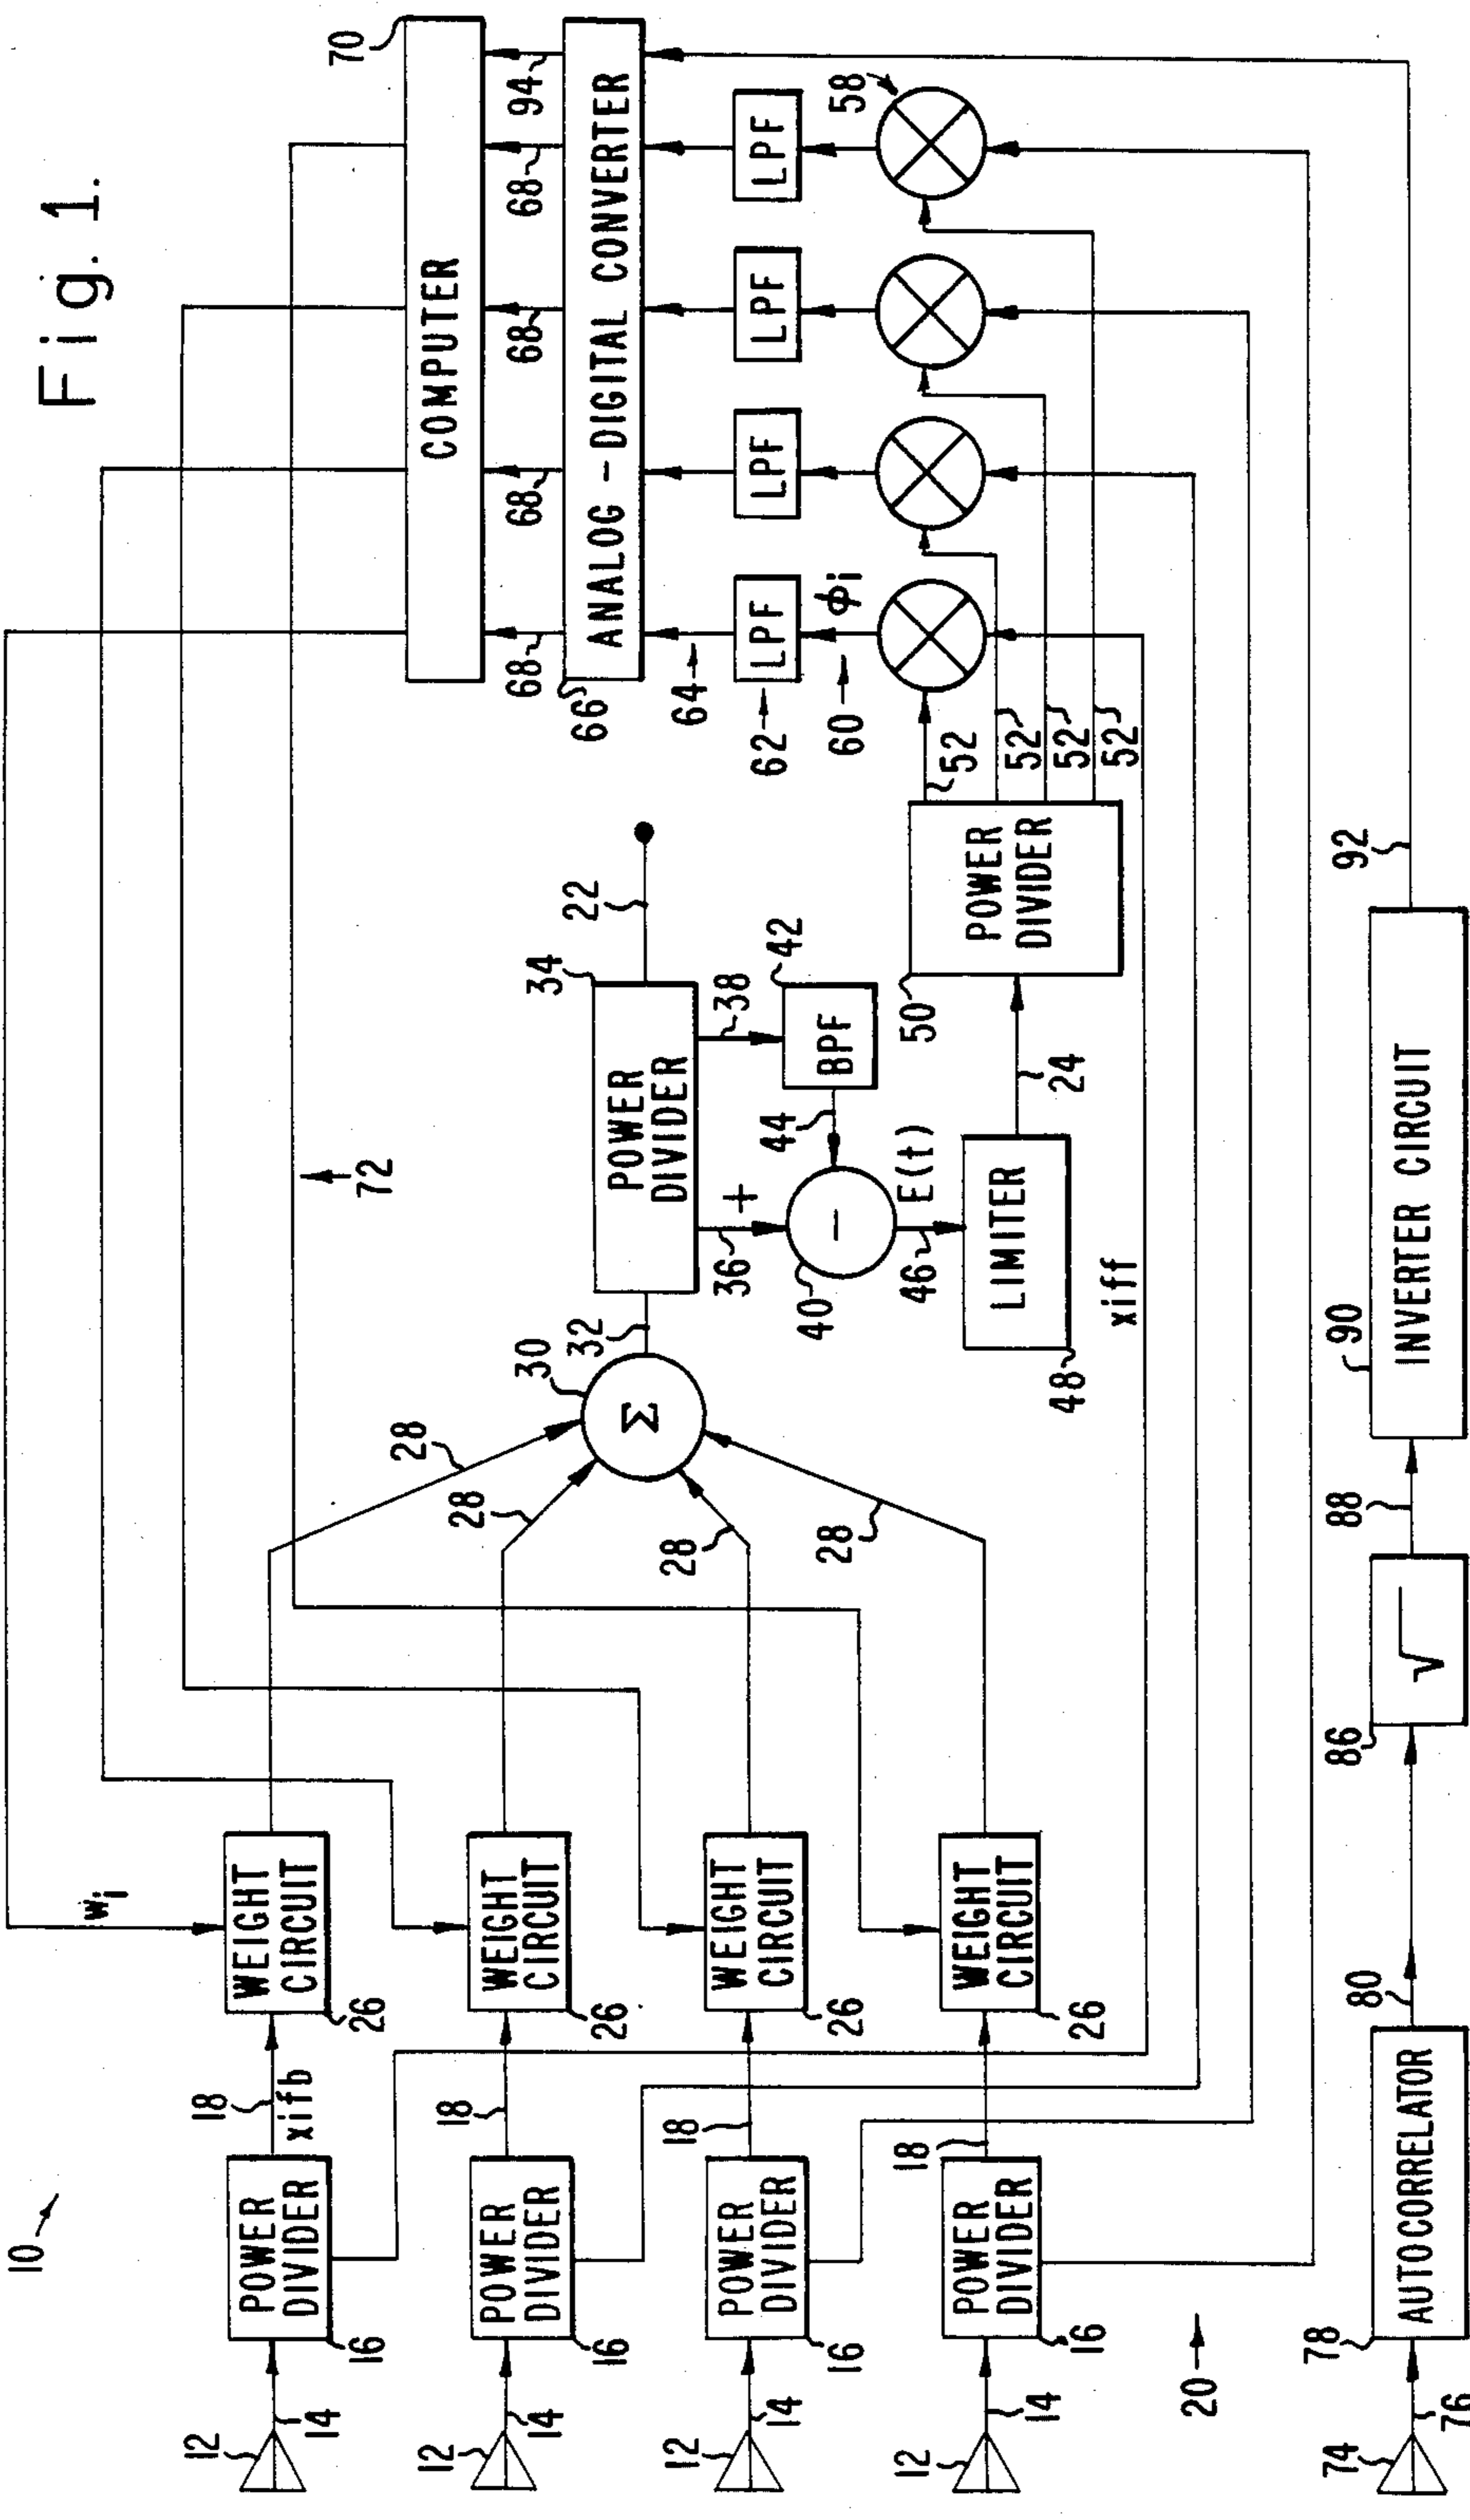 Fig. 1.
10
12
14
16
POWER
DIVIDER
18
xifb
WEIGHT
CIRCUIT
26
wi
28
12
14
16
POWER
DIVIDER
18
WEIGHT
CIRCUIT
26
28
12
14
16
POWER
DIVIDER
18
WEIGHT
CIRCUIT
26
28
12
14
16
POWER
DIVIDER
18
WEIGHT
CIRCUIT
26
28
20
30
Σ
32
34
POWER
DIVIDER
22
36
+
38
42
BPF
44
40
−
46
E(t)
48
LIMITER
24
xiff
50
POWER
DIVIDER
52
52
52
52
58
60
ϕi
62
LPF
LPF
LPF
LPF
64
66
ANALOG-DIGITAL CONVERTER
68
68
68
68
94
70
COMPUTER
72
74
76
78
AUTOCORRELATOR
80
86
√
88
90
INVERTER CIRCUIT
92